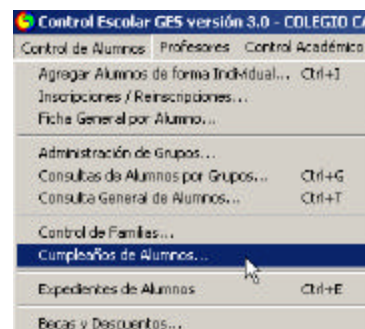 Control Escolar GES versión 3.0 - COLEGIO CA
Control de Alumnos Profesores Control Académico
Agregar Alumnos de forma Individual... Ctrl+I
Inscripciones / Reinscripciones...
Ficha General por Alumno...
Administración de Grupos...
Consultas de Alumnos por Grupos... Ctrl+G
Consulta General de Alumnos... Ctrl+T
Control de Familias...
Cumpleaños de Alumnos...
Expedientes de Alumnos Ctrl+E
Becas y Descuentos...